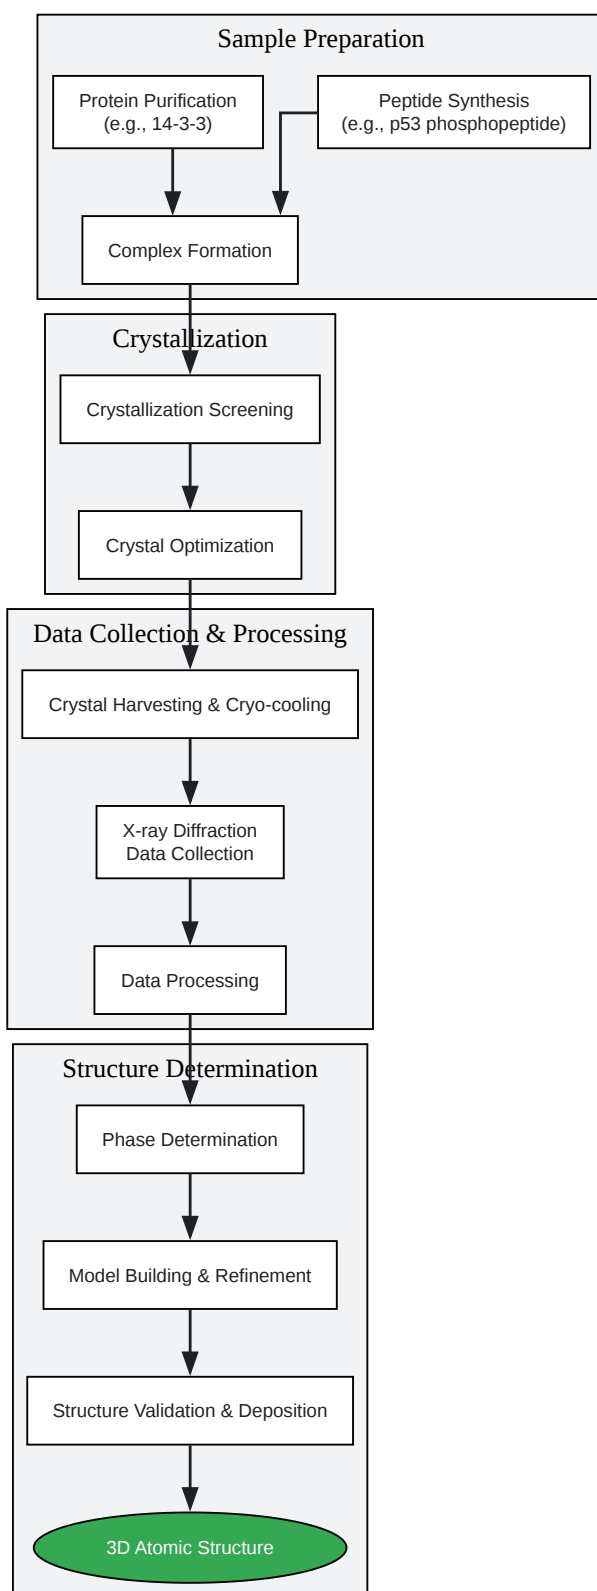 Sample Preparation
Protein Purification
(e.g., 14-3-3)
Peptide Synthesis
(e.g., p53 phosphopeptide)
Complex Formation
Crystallization
Crystallization Screening
Crystal Optimization
Data Collection & Processing
Crystal Harvesting & Cryo-cooling
X-ray Diffraction
Data Collection
Data Processing
Structure Determination
Phase Determination
Model Building & Refinement
Structure Validation & Deposition
3D Atomic Structure